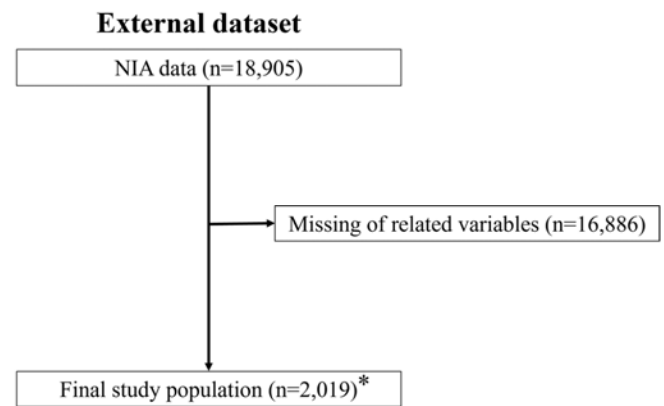 External dataset
NIA data (n=18,905)
Missing of related variables (n=16,886)
Final study population (n=2,019)*